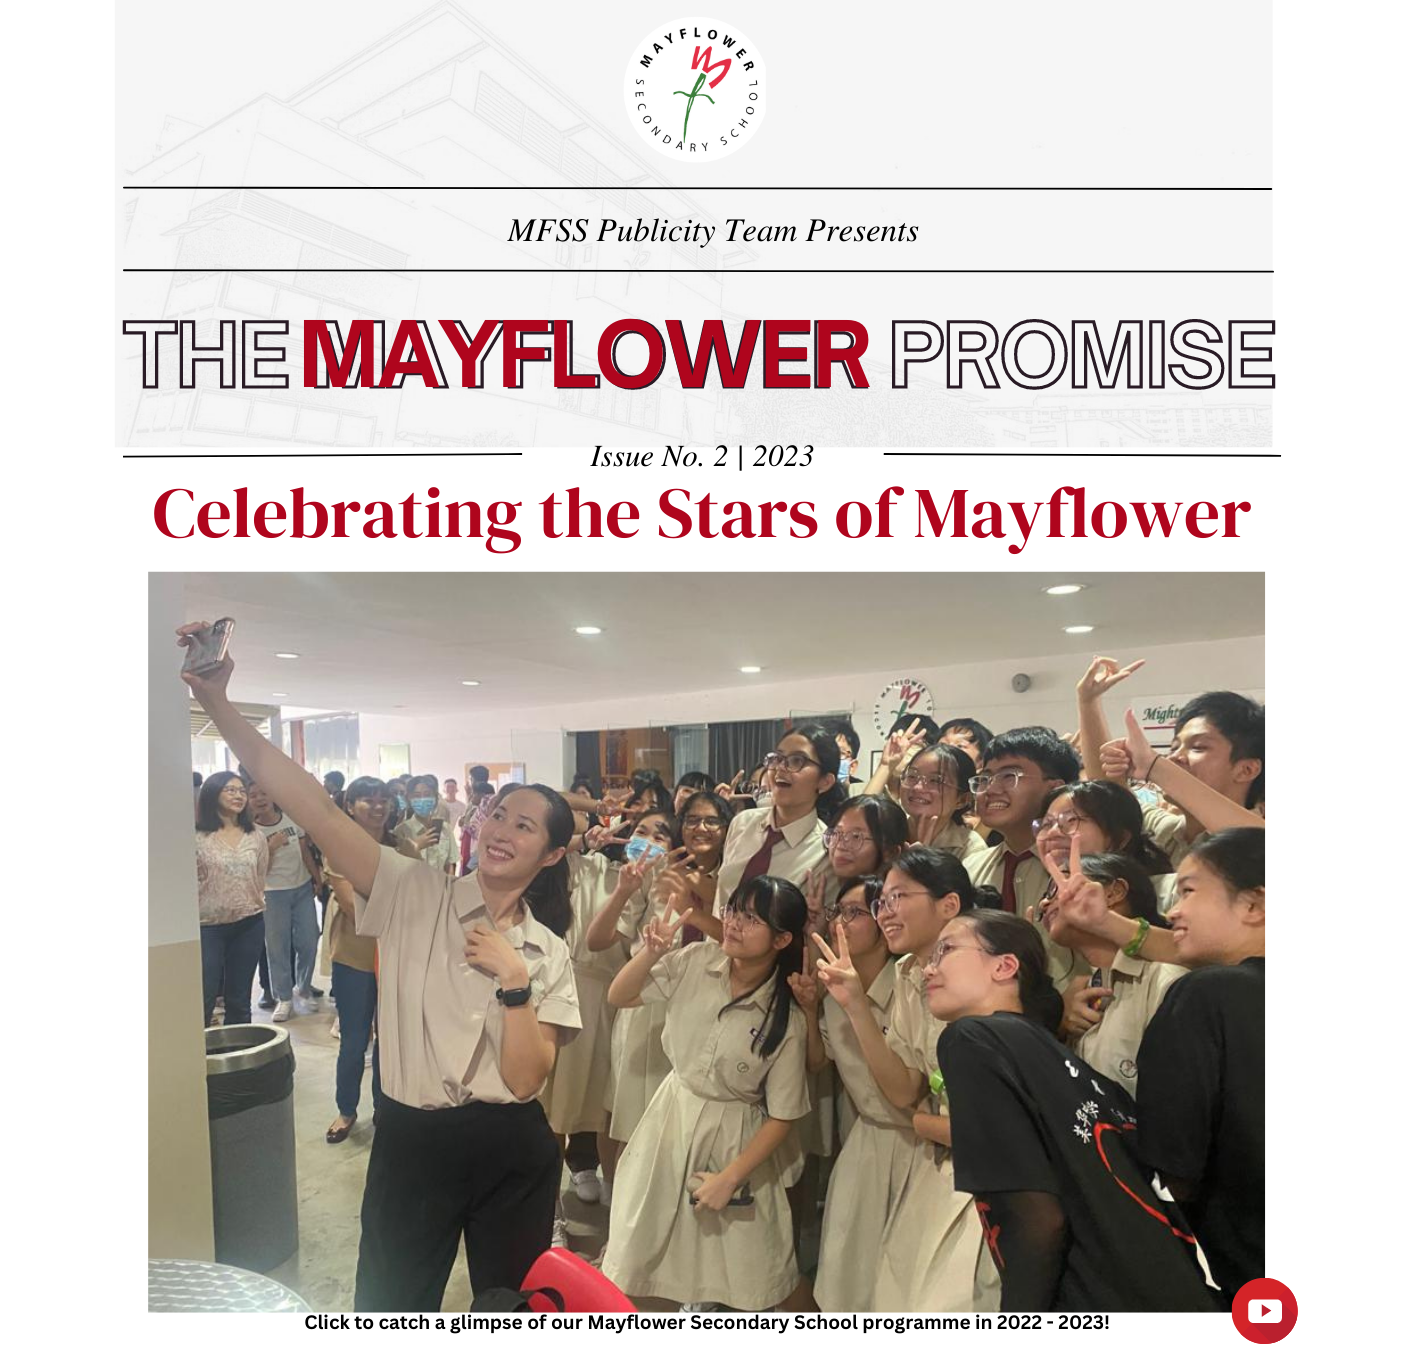 MAYFLOWER
SECONDARY SCHOOL
MFSS Publicity Team Presents
THE MAYFLOWER PROMISE
Issue No. 2 | 2023
Celebrating the Stars of Mayflower
Click to catch a glimpse of our Mayflower Secondary School programme in 2022 - 2023!